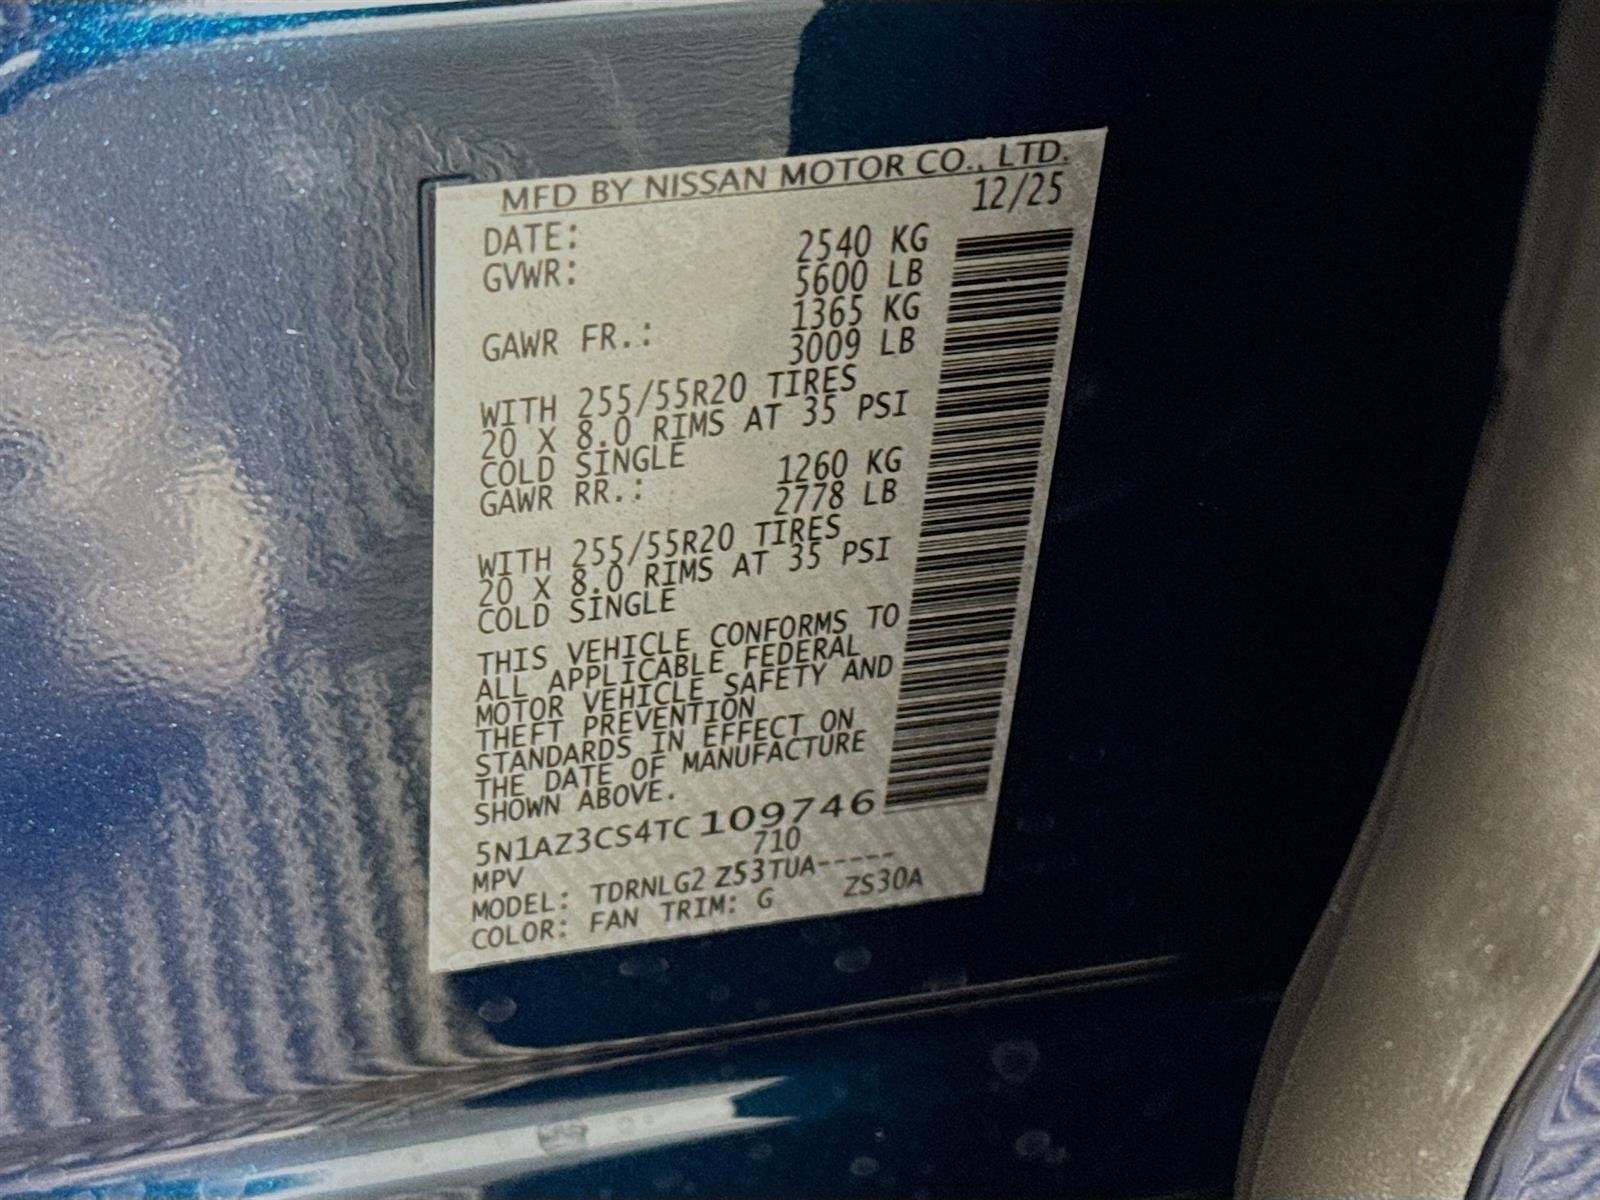 MFD BY NISSAN MOTOR CO., LTD.
DATE: 12/25
GVWR: 2540 KG
5600 LB
GAWR FR.: 1365 KG
3009 LB
WITH 255/55R20 TIRES
20 X 8.0 RIMS AT 35 PSI
COLD SINGLE
GAWR RR.: 1260 KG
2778 LB
WITH 255/55R20 TIRES
20 X 8.0 RIMS AT 35 PSI
COLD SINGLE
THIS VEHICLE CONFORMS TO
ALL APPLICABLE FEDERAL
MOTOR VEHICLE SAFETY AND
THEFT PREVENTION
STANDARDS IN EFFECT ON
THE DATE OF MANUFACTURE
SHOWN ABOVE.
5N1AZ3CS4TC109746
MPV 710
MODEL: TDRNLG2 Z53TUA-----
COLOR: FAN TRIM: G ZS30A